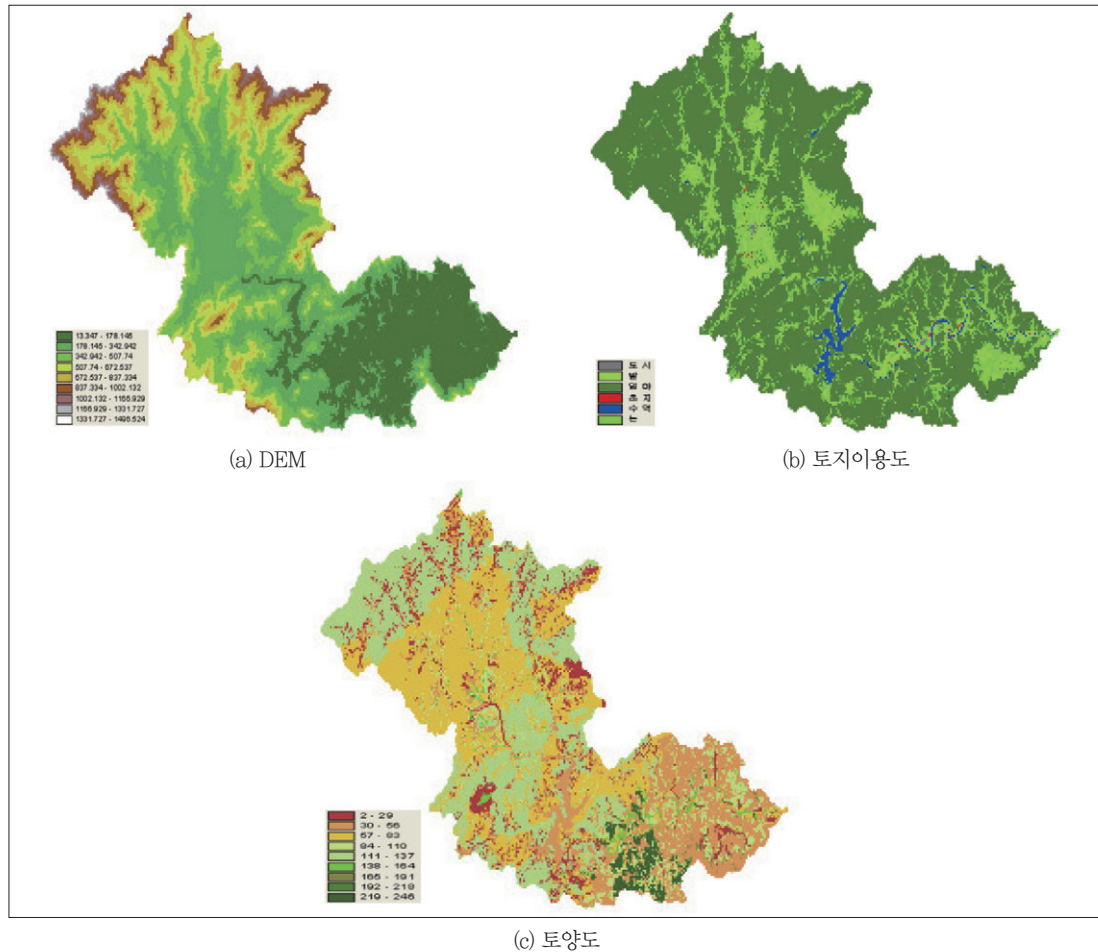 13.347 - 178.145
178.145 - 342.942
342.942 - 507.74
507.74 - 672.537
672.537 - 837.334
837.334 - 1002.132
1002.132 - 1166.929
1166.929 - 1331.727
1331.727 - 1496.524
(a) DEM
도시
밭
임야
초지
수역
논
(b) 토지이용도
2 - 29
30 - 56
57 - 83
84 - 110
111 - 137
138 - 164
165 - 191
192 - 218
219 - 246
(c) 토양도